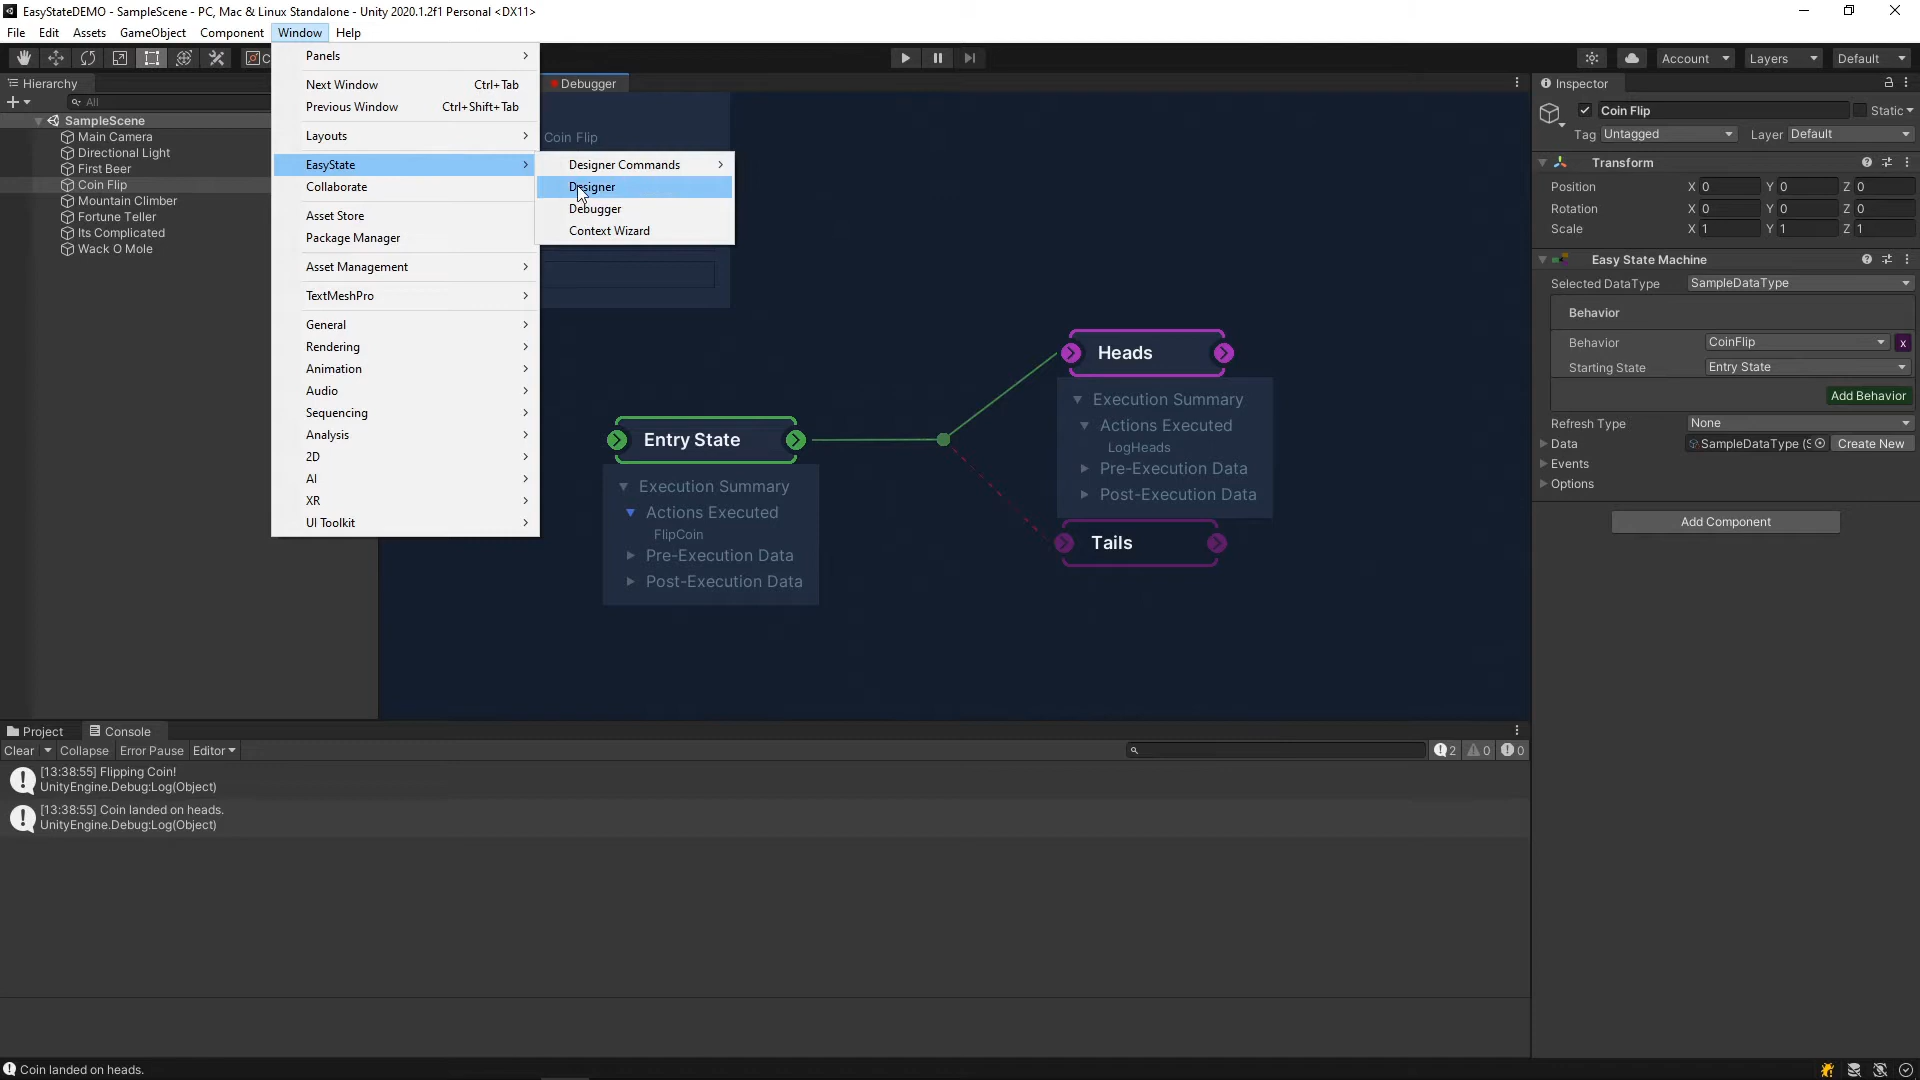 EasyStateDEMO - SampleScene - PC, Mac & Linux Standalone - Unity 2020.1.2f1 Personal <DX11>
File Edit Assets GameObject Component Window Help
Account Layers Default
Hierarchy
All
SampleScene
Main Camera
Directional Light
First Beer
Coin Flip
Mountain Climber
Fortune Teller
Its Complicated
Wack O Mole
Panels
Next Window Ctrl+Tab
Previous Window Ctrl+Shift+Tab
Layouts
EasyState
Collaborate
Asset Store
Package Manager
Asset Management
TextMeshPro
General
Rendering
Animation
Audio
Sequencing
Analysis
2D
AI
XR
UI Toolkit
Designer Commands
Designer
Debugger
Context Wizard
Debugger
Coin Flip
Entry State
Execution Summary
Actions Executed
FlipCoin
Pre-Execution Data
Post-Execution Data
Heads
Execution Summary
Actions Executed
LogHeads
Pre-Execution Data
Post-Execution Data
Tails
Inspector
Coin Flip Static
Tag Untagged Layer Default
Transform
Position X 0 Y 0 Z 0
Rotation X 0 Y 0 Z 0
Scale X 1 Y 1 Z 1
Easy State Machine
Selected DataType SampleDataType
Behavior
Behavior CoinFlip x
Starting State Entry State
Add Behavior
Refresh Type None
Data SampleDataType (S Create New
Events
Options
Add Component
Project Console
Clear Collapse Error Pause Editor 2 0 0
[13:38:55] Flipping Coin!
UnityEngine.Debug:Log(Object)
[13:38:55] Coin landed on heads.
UnityEngine.Debug:Log(Object)
Coin landed on heads.